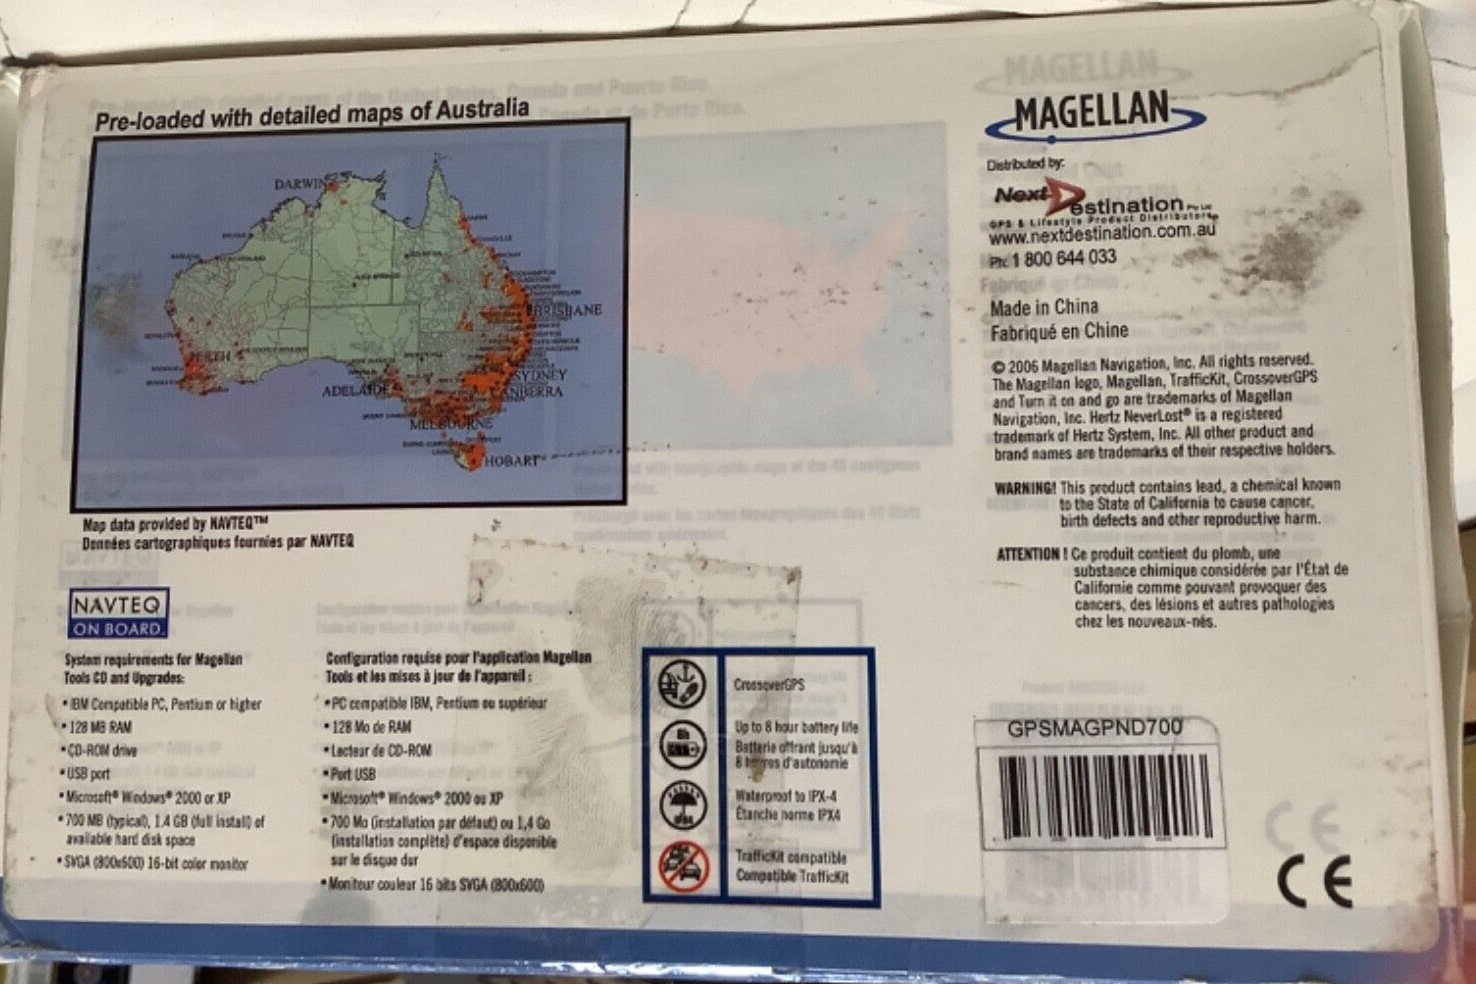 Pre-loaded with detailed maps of Australia
DARWIN
BRISBANE
PERTH
SYDNEY
ADELAIDE
CANBERRA
MELBOURNE
HOBART
Map data provided by NAVTEQ™
Données cartographiques fournies par NAVTEQ
NAVTEQ
ON BOARD
System requirements for Magellan
Tools CD and Upgrades:
• IBM Compatible PC, Pentium or higher
• 128 MB RAM
• CD-ROM drive
• USB port
• Microsoft® Windows® 2000 or XP
• 700 MB (typical), 1.4 GB (full install) of
available hard disk space
• SVGA (800x600) 16-bit color monitor
Configuration requise pour l'application Magellan
Tools et les mises à jour de l'appareil :
• PC compatible IBM, Pentium ou supérieur
• 128 Mo de RAM
• Lecteur de CD-ROM
• Port USB
• Microsoft® Windows® 2000 ou XP
• 700 Mo (installation par défaut) ou 1,4 Go
(installation complète) d'espace disponible
sur le disque dur
• Moniteur couleur 16 bits SVGA (800x600)
CrossoverGPS
8h
Up to 8 hour battery life
Batterie offrant jusqu'à
8 heures d'autonomie
Waterproof to IPX-4
Étanche norme IPX4
TrafficKit compatible
Compatible TrafficKit
MAGELLAN
Distributed by:
Next Destination Pty Ltd
GPS & Lifestyle Product Distributors
www.nextdestination.com.au
Ph: 1 800 644 033
Made in China
Fabriqué en Chine
© 2006 Magellan Navigation, Inc. All rights reserved.
The Magellan logo, Magellan, TrafficKit, CrossoverGPS
and Turn it on and go are trademarks of Magellan
Navigation, Inc. Hertz NeverLost® is a registered
trademark of Hertz System, Inc. All other product and
brand names are trademarks of their respective holders.
WARNING! This product contains lead, a chemical known
to the State of California to cause cancer,
birth defects and other reproductive harm.
ATTENTION ! Ce produit contient du plomb, une
substance chimique considérée par l'État de
Californie comme pouvant provoquer des
cancers, des lésions et autres pathologies
chez les nouveaux-nés.
GPSMAGPND700
CE